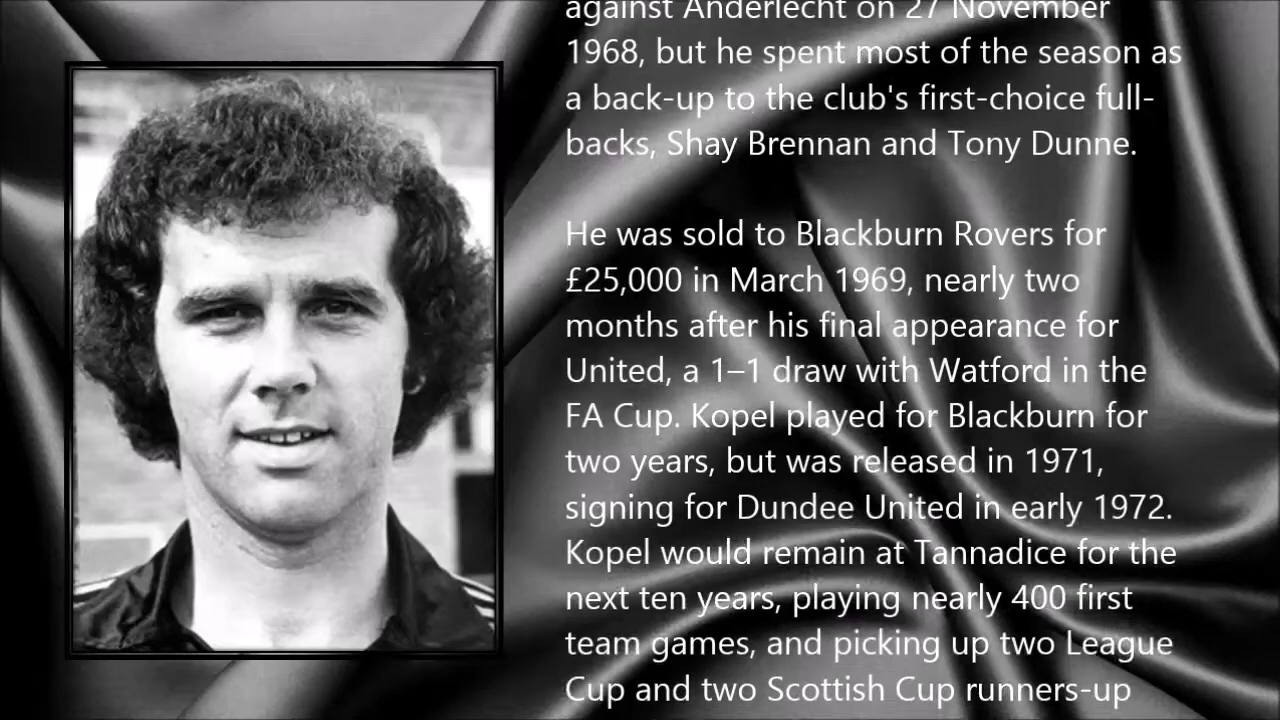 against Anderlecht on 27 November
1968, but he spent most of the season as
a back-up to the club's first-choice full-
backs, Shay Brennan and Tony Dunne.
He was sold to Blackburn Rovers for
£25,000 in March 1969, nearly two
months after his final appearance for
United, a 1–1 draw with Watford in the
FA Cup. Kopel played for Blackburn for
two years, but was released in 1971,
signing for Dundee United in early 1972.
Kopel would remain at Tannadice for the
next ten years, playing nearly 400 first
team games, and picking up two League
Cup and two Scottish Cup runners-up